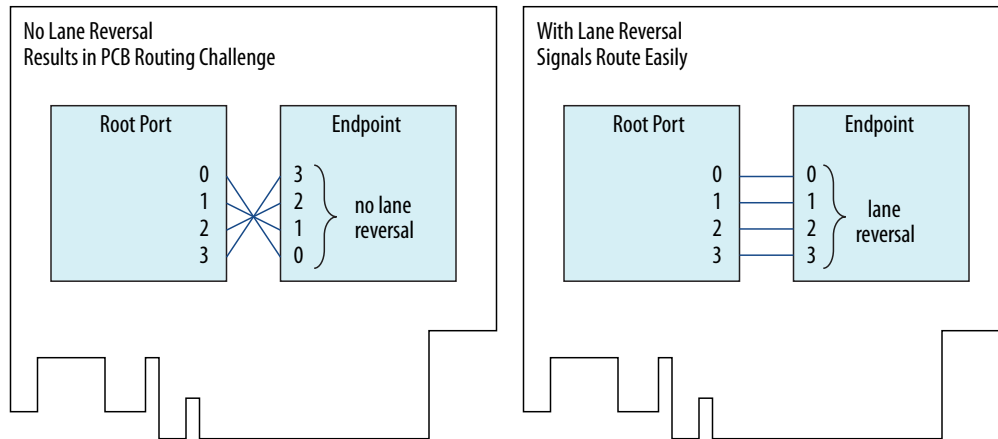 No Lane Reversal
Results in PCB Routing Challenge
Root Port
Endpoint
0
1
2
3
3
2
1
0
no lane
reversal
With Lane Reversal
Signals Route Easily
Root Port
Endpoint
0
1
2
3
0
1
2
3
lane
reversal